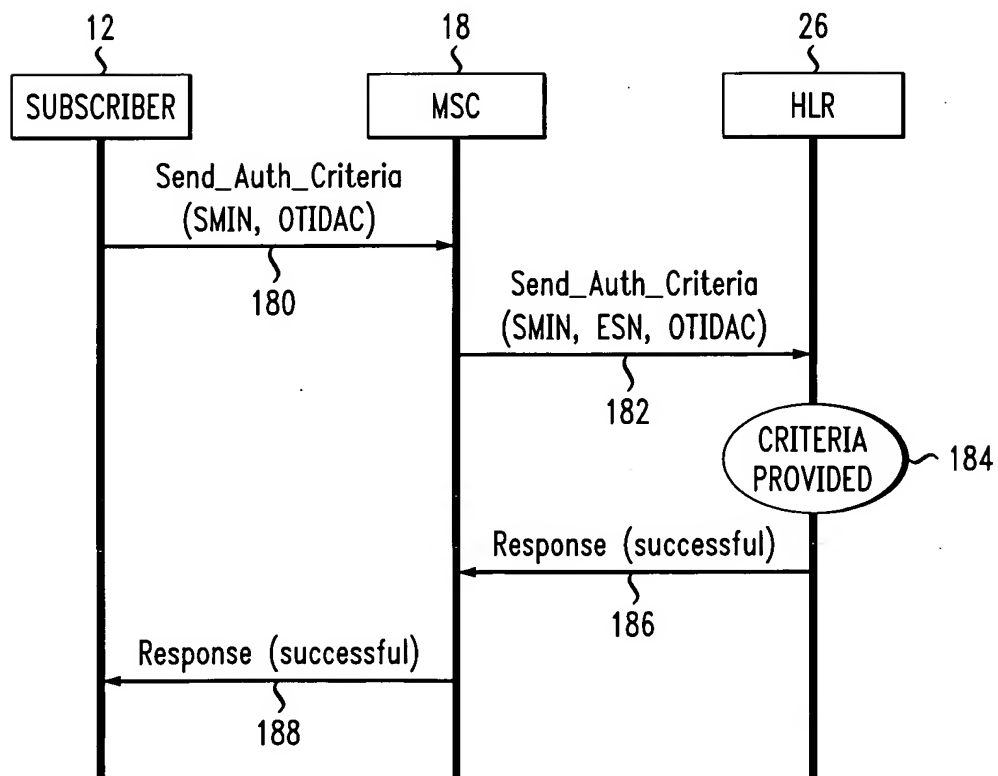 12
18
26
SUBSCRIBER
MSC
HLR
Send_Auth_Criteria
(SMIN, OTIDAC)
180
Send_Auth_Criteria
(SMIN, ESN, OTIDAC)
182
CRITERIA
PROVIDED
184
Response (successful)
186
Response (successful)
188